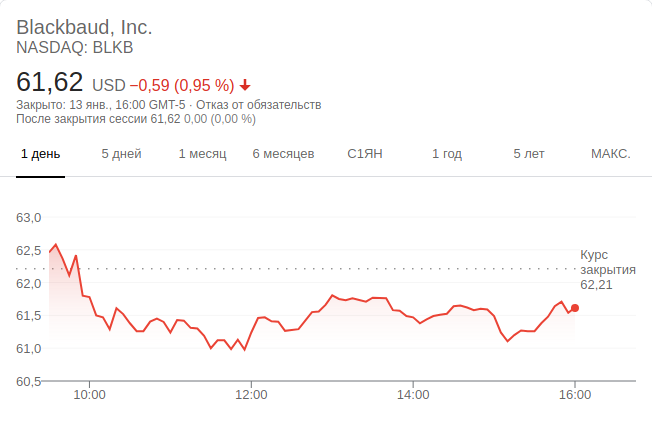 Blackbaud, Inc.
NASDAQ: BLKB
61,62 USD −0,59 (0,95 %)
Закрыто: 13 янв., 16:00 GMT-5 · Отказ от обязательств
После закрытия сессии 61,62 0,00 (0,00 %)
1 день 5 дней 1 месяц 6 месяцев С1ЯН 1 год 5 лет МАКС.
63,0
62,5
Курс
закрытия
62,21
62,0
61,5
61,0
60,5
10:00 12:00 14:00 16:00